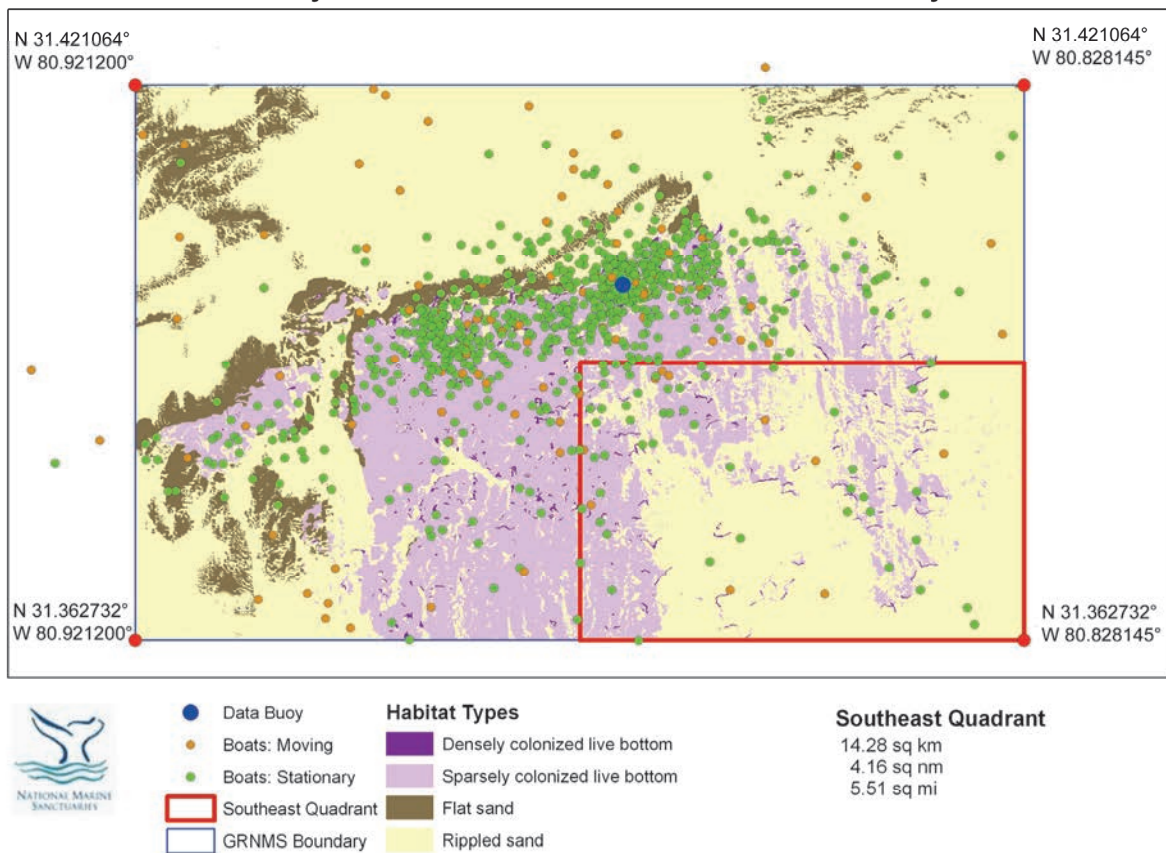 N 31.421064°
W 80.921200°
N 31.421064°
W 80.828145°
N 31.362732°
W 80.921200°
N 31.362732°
W 80.828145°
NATIONAL MARINE
SANCTUARIES
Data Buoy
Boats: Moving
Boats: Stationary
Southeast Quadrant
GRNMS Boundary
Habitat Types
Densely colonized live bottom
Sparsely colonized live bottom
Flat sand
Rippled sand
Southeast Quadrant
14.28 sq km
4.16 sq nm
5.51 sq mi